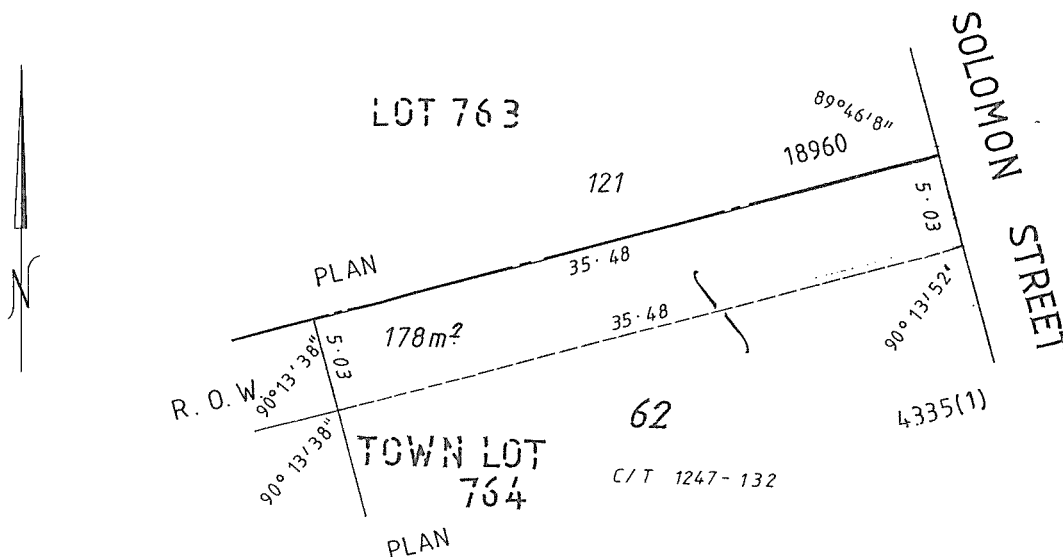 SOLOMON STREET
LOT 763
89°46'8"
18960
121
5·03
PLAN
35·48
35·48
178m²
5·03
90°13'52"
R.O.W.
90°13'38"
90°13'38"
N
62
4335(1)
TOWN LOT
764
C/T 1247-132
PLAN